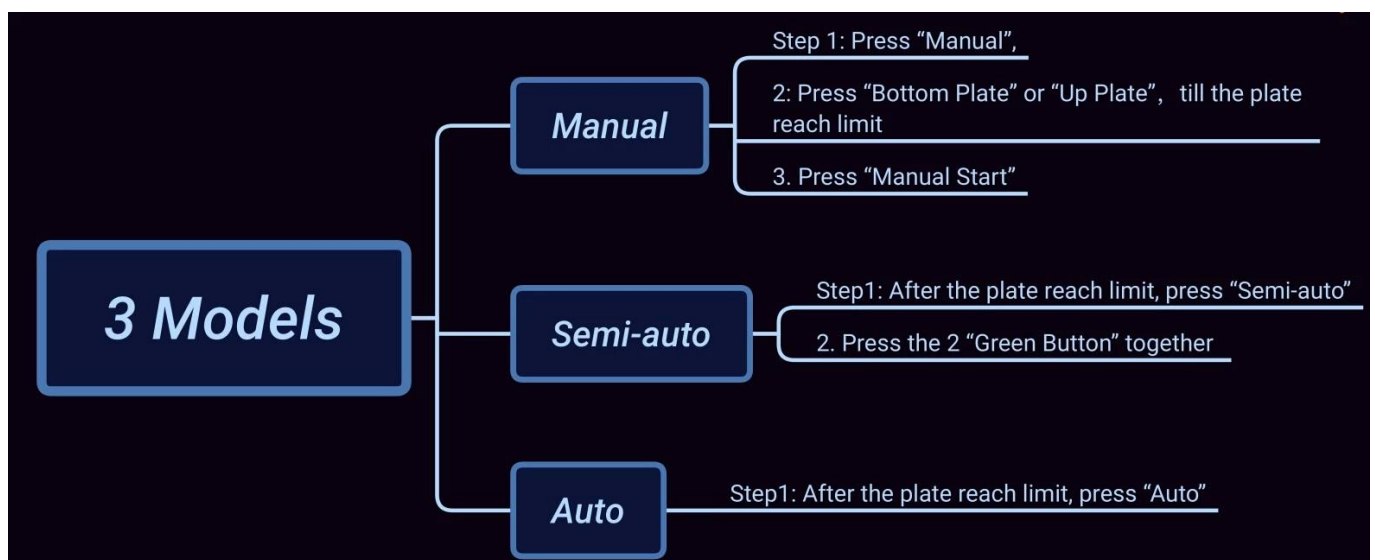 3 Models
Manual
Step 1: Press “Manual”,
2: Press “Bottom Plate” or “Up Plate”, till the plate
reach limit
3. Press “Manual Start”
Semi-auto
Step1: After the plate reach limit, press “Semi-auto”
2. Press the 2 “Green Button” together
Auto
Step1: After the plate reach limit, press “Auto”